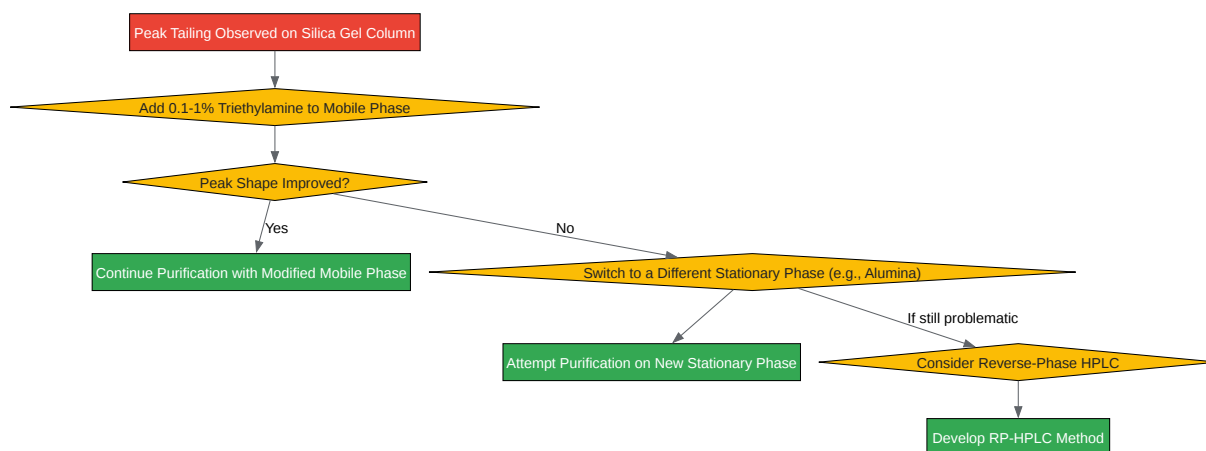 Peak Tailing Observed on Silica Gel Column
Add 0.1-1% Triethylamine to Mobile Phase
Peak Shape Improved?
Yes
No
Continue Purification with Modified Mobile Phase
Switch to a Different Stationary Phase (e.g., Alumina)
If still problematic
Attempt Purification on New Stationary Phase
Consider Reverse-Phase HPLC
Develop RP-HPLC Method